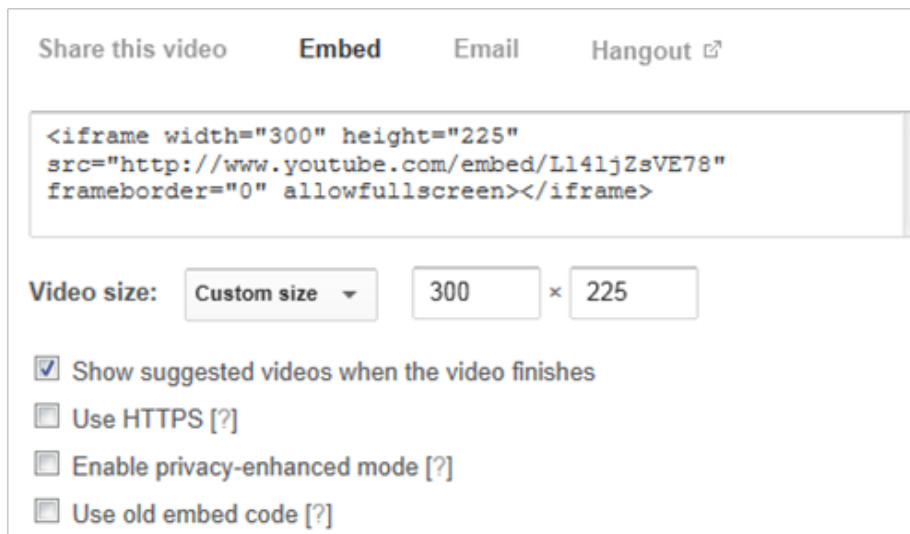 Share this video Embed Email Hangout
<iframe width="300" height="225"
src="http://www.youtube.com/embed/Ll4ljZsVE78"
frameborder="0" allowfullscreen></iframe>
Video size: Custom size 300 × 225
Show suggested videos when the video finishes
Use HTTPS [?]
Enable privacy-enhanced mode [?]
Use old embed code [?]